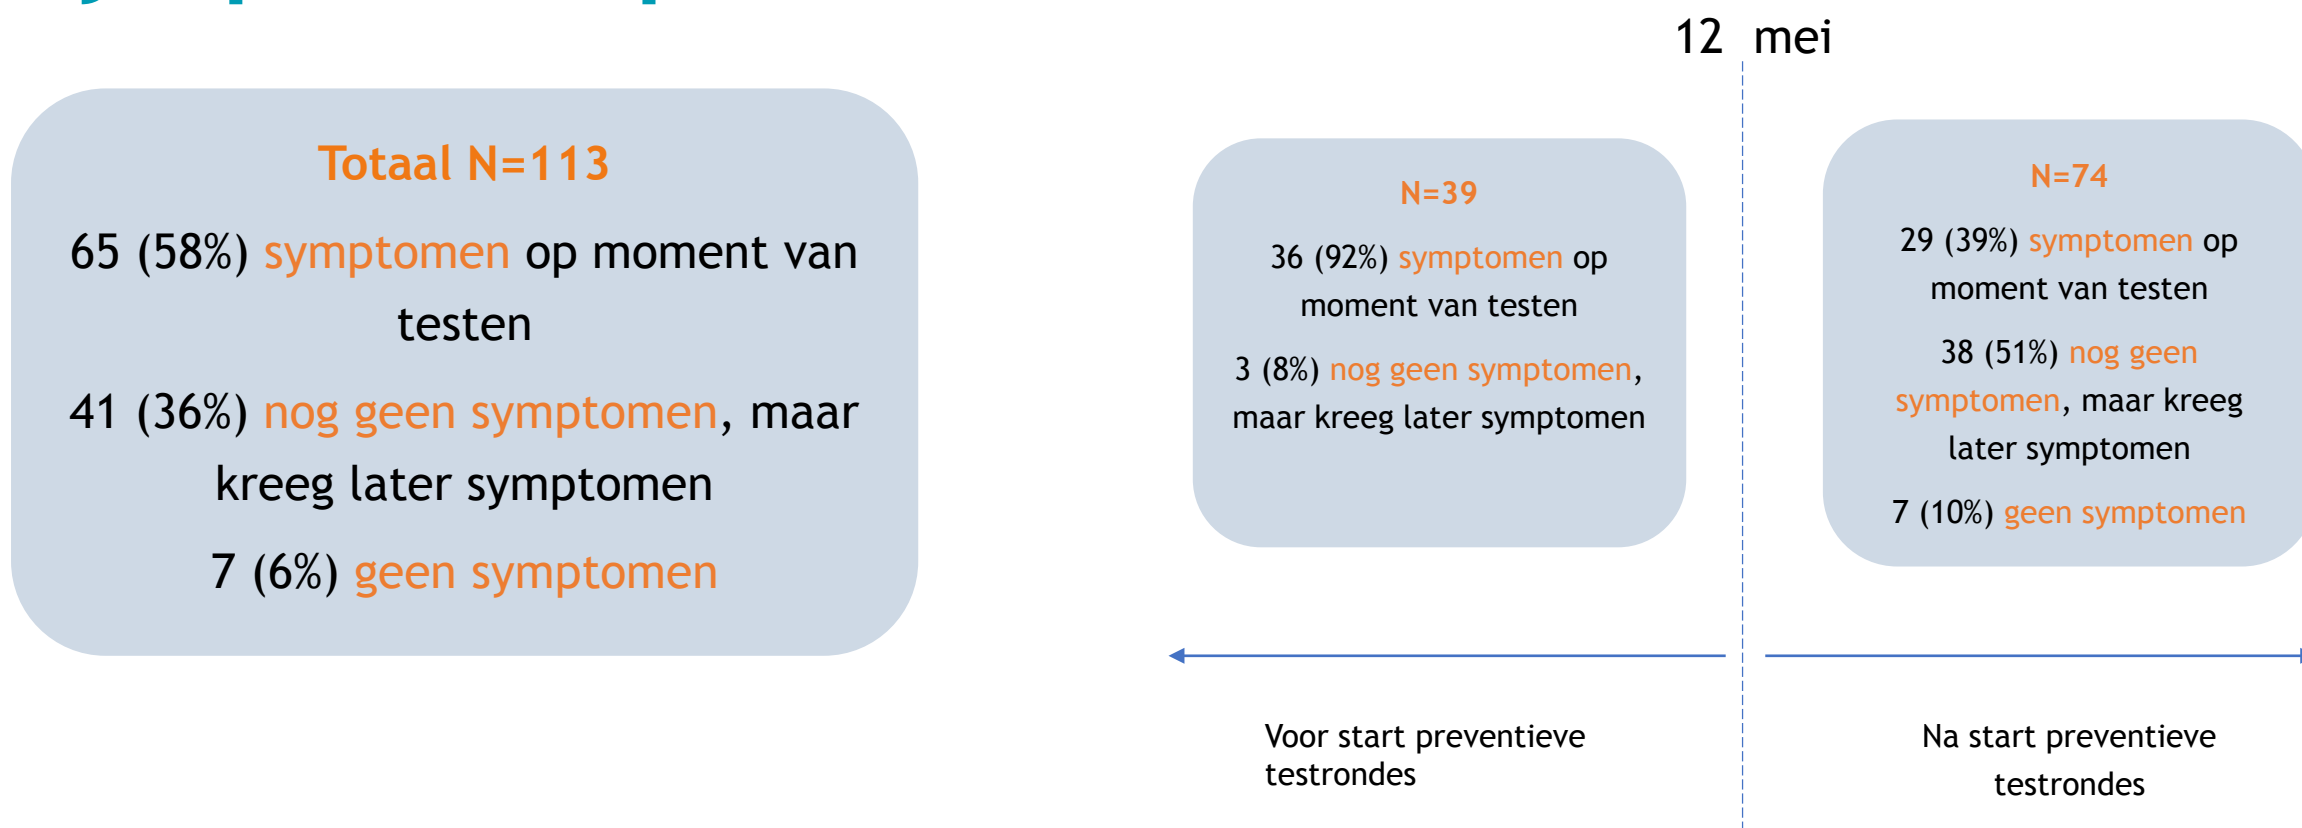 Totaal N=113
65 (58%) symptomen op moment van
testen
41 (36%) nog geen symptomen, maar
kreeg later symptomen
7 (6%) geen symptomen
12 mei
N=39
36 (92%) symptomen op
moment van testen
3 (8%) nog geen symptomen,
maar kreeg later symptomen
N=74
29 (39%) symptomen op
moment van testen
38 (51%) nog geen
symptomen, maar kreeg
later symptomen
7 (10%) geen symptomen
Voor start preventieve
testrondes
Na start preventieve
testrondes